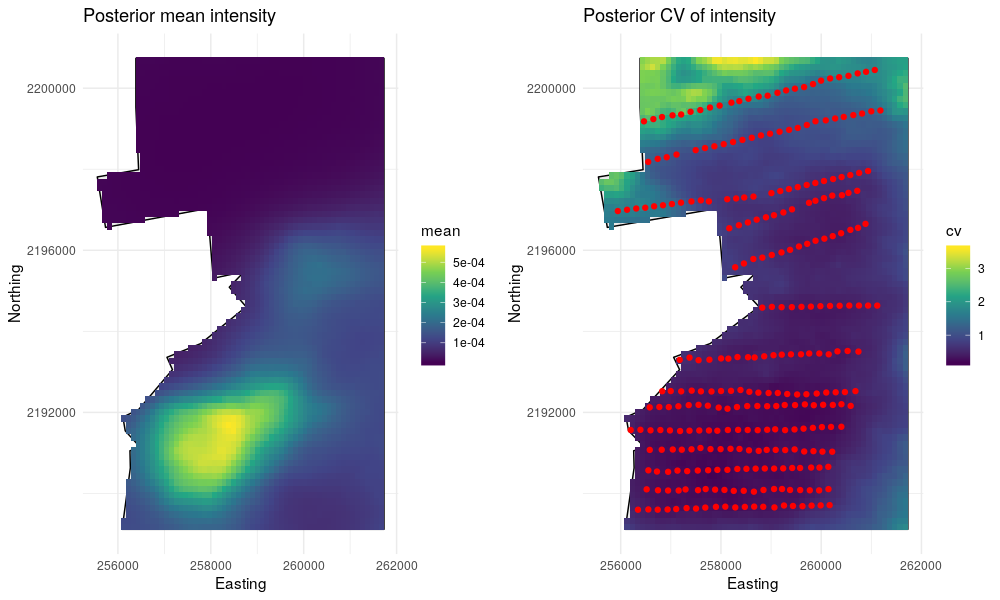 Posterior mean intensity
2200000
2196000
2192000
Northing
256000 258000 260000 262000
Easting
mean
5e-04
4e-04
3e-04
2e-04
1e-04
Posterior CV of intensity
2200000
2196000
2192000
Northing
256000 258000 260000 262000
Easting
cv
3
2
1